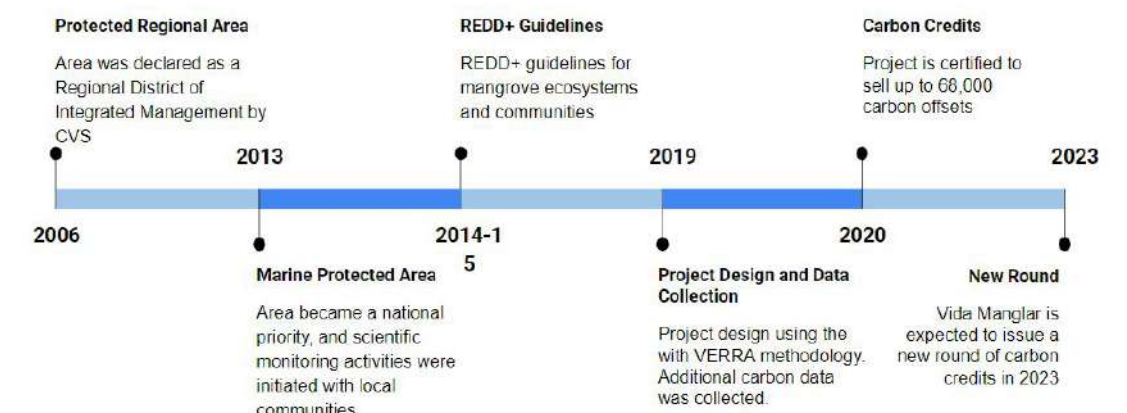 Protected Regional Area
Area was declared as a
Regional District of
Integrated Management by
CVS
REDD+ Guidelines
REDD+ guidelines for
mangrove ecosystems
and communities
Carbon Credits
Project is certified to
sell up to 68,000
carbon offsets
2013
2019
2023
2006
2014-1
5
2020
Marine Protected Area
Area became a national
priority, and scientific
monitoring activities were
initiated with local
communities
Project Design and Data
Collection
Project design using the
with VERRA methodology.
Additional carbon data
was collected.
New Round
Vida Manglar is
expected to issue a
new round of carbon
credits in 2023